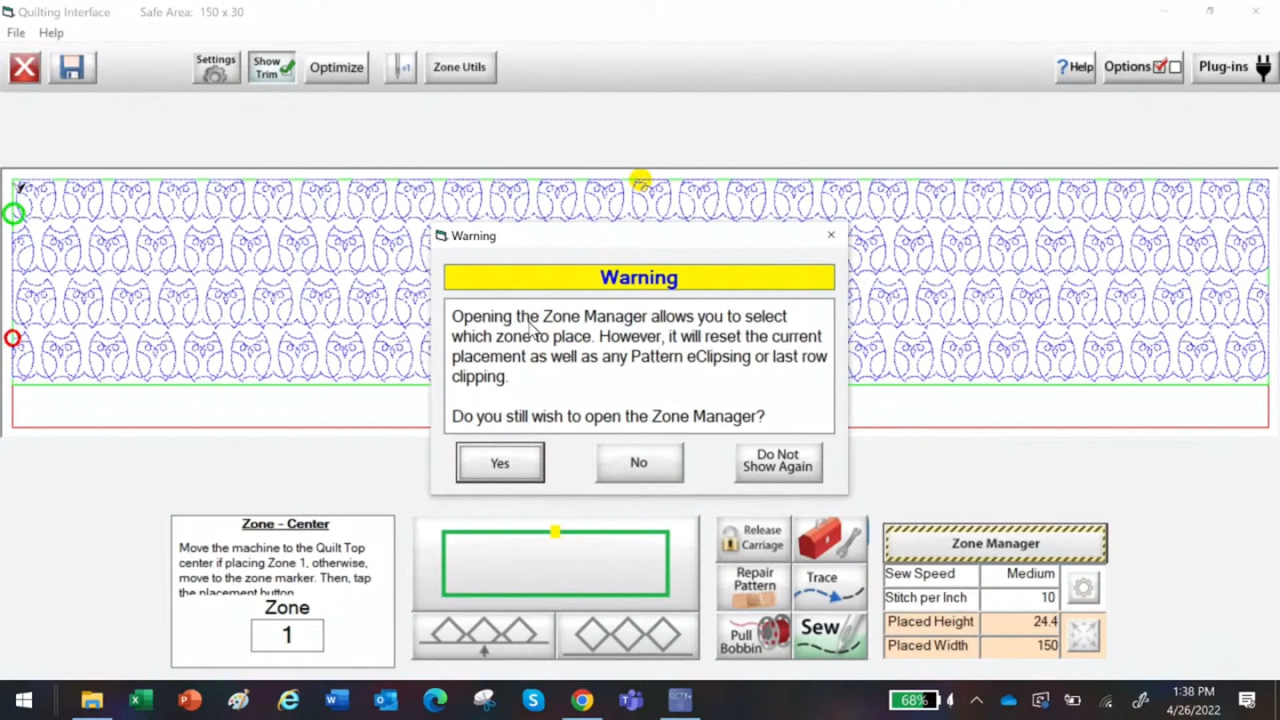 Quilting Interface Safe Area: 150 x 30
File Help
Settings
Show
Trim
Optimize
+1
Zone Utils
?Help
Options
Plug-ins
Warning
Warning
Opening the Zone Manager allows you to select
which zone to place. However, it will reset the current
placement as well as any Pattern eClipsing or last row
clipping.
Do you still wish to open the Zone Manager?
Yes
No
Do Not
Show Again
Zone - Center
Move the machine to the Quilt Top
center if placing Zone 1, otherwise,
move to the zone marker. Then, tap
the placement button
Zone
1
Release
Carriage
Repair
Pattern
Trace
Pull
Bobbin
Sew
Zone Manager
Sew Speed Medium
Stitch per Inch 10
Placed Height 24.4
Placed Width 150
68%
1:38 PM
4/26/2022